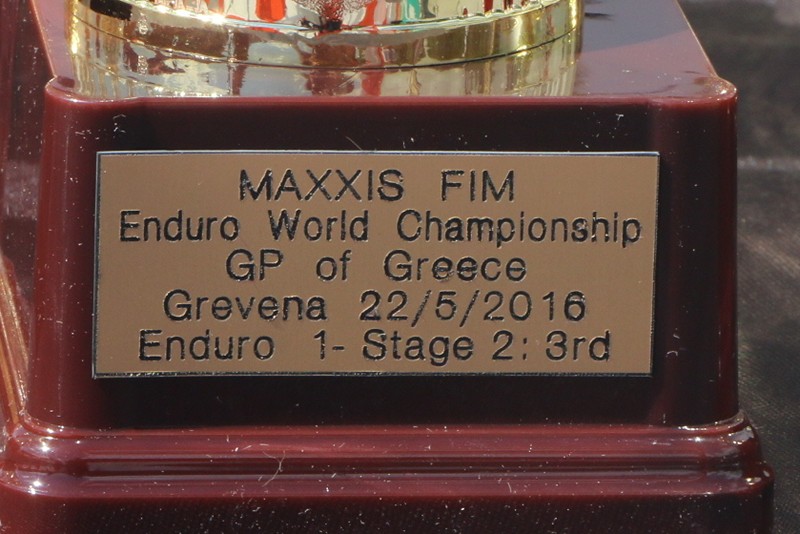 MAXXIS FIM
Enduro World Championship
GP of Greece
Grevena 22/5/2016
Enduro 1- Stage 2: 3rd